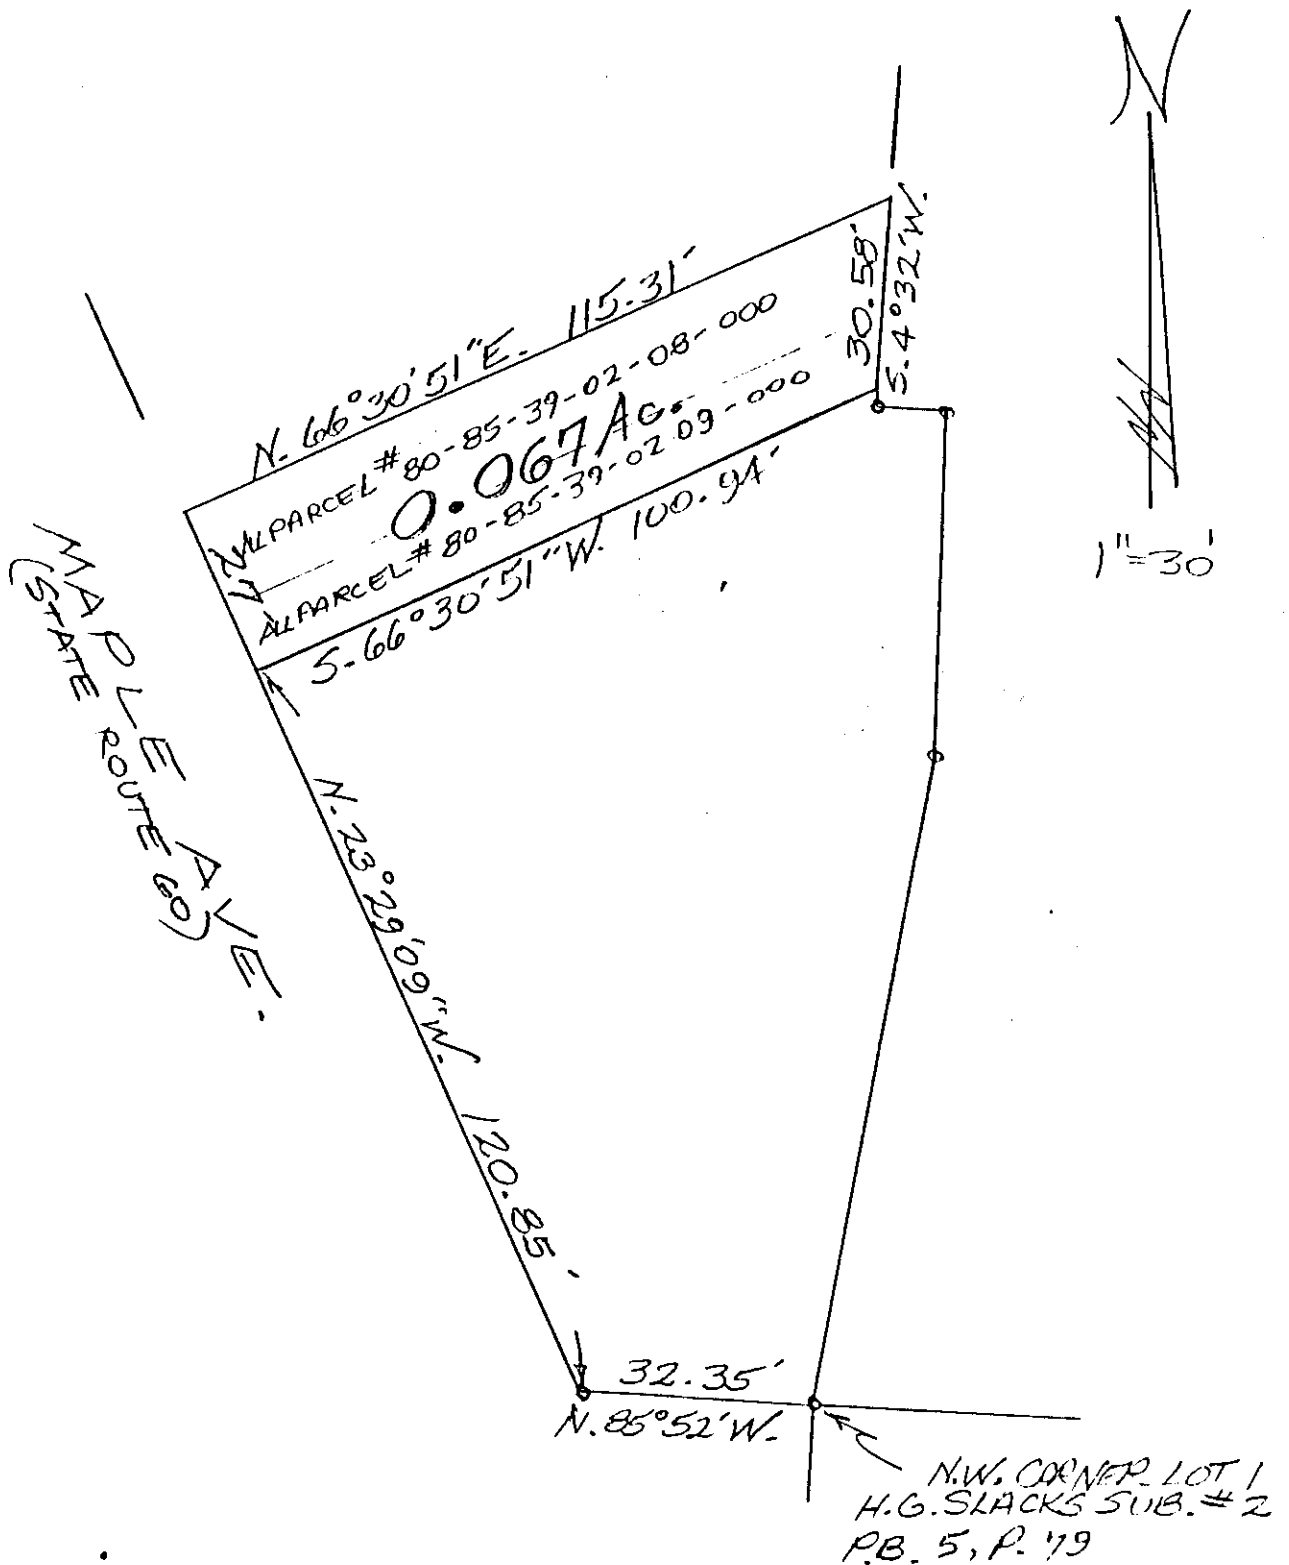 N
1"=30'
N. 66°30'51"E. 115.31'
30.58'
S. 4°32'W.
ALL PARCEL # 80-85-39-02-08-000
0.067 Ac.
ALL PARCEL # 80-85-39-02 09-000
27'
S. 66°30'51"W. 100.94'
MAPLE AVE.
(STATE ROUTE 60)
N. 23°29'09"W. 120.85'
32.35'
N. 85°52'W.
N.W. CORNER LOT 1
H.G. SLACKS SUB. # 2
P.B. 5, P. 79